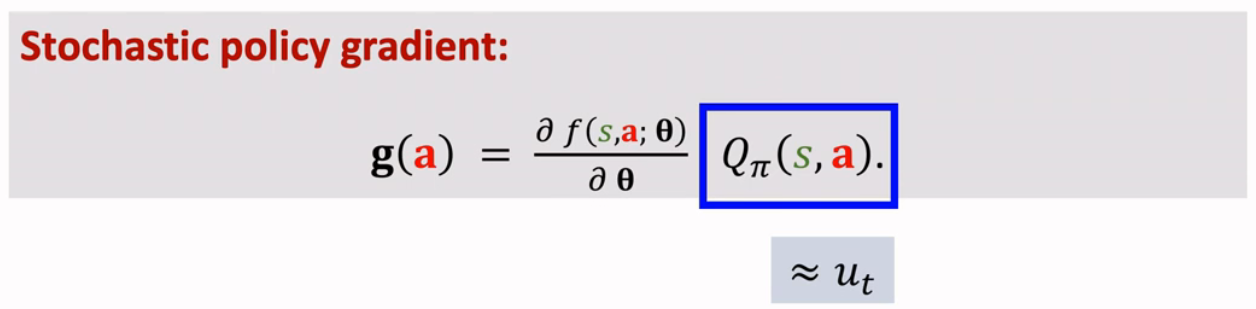 Stochastic policy gradient:
g(a) = ∂ f(s,a; θ) / ∂ θ Q_π(s, a).
≈ u_t